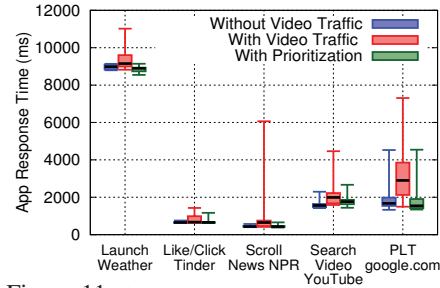 12000
10000
8000
6000
4000
2000
0
App Response Time (ms)
Without Video Traffic
With Video Traffic
With Prioritization
Launch
Weather
Like/Click
Tinder
Scroll
News NPR
Search
Video
YouTube
PLT
google.com
Figure 11